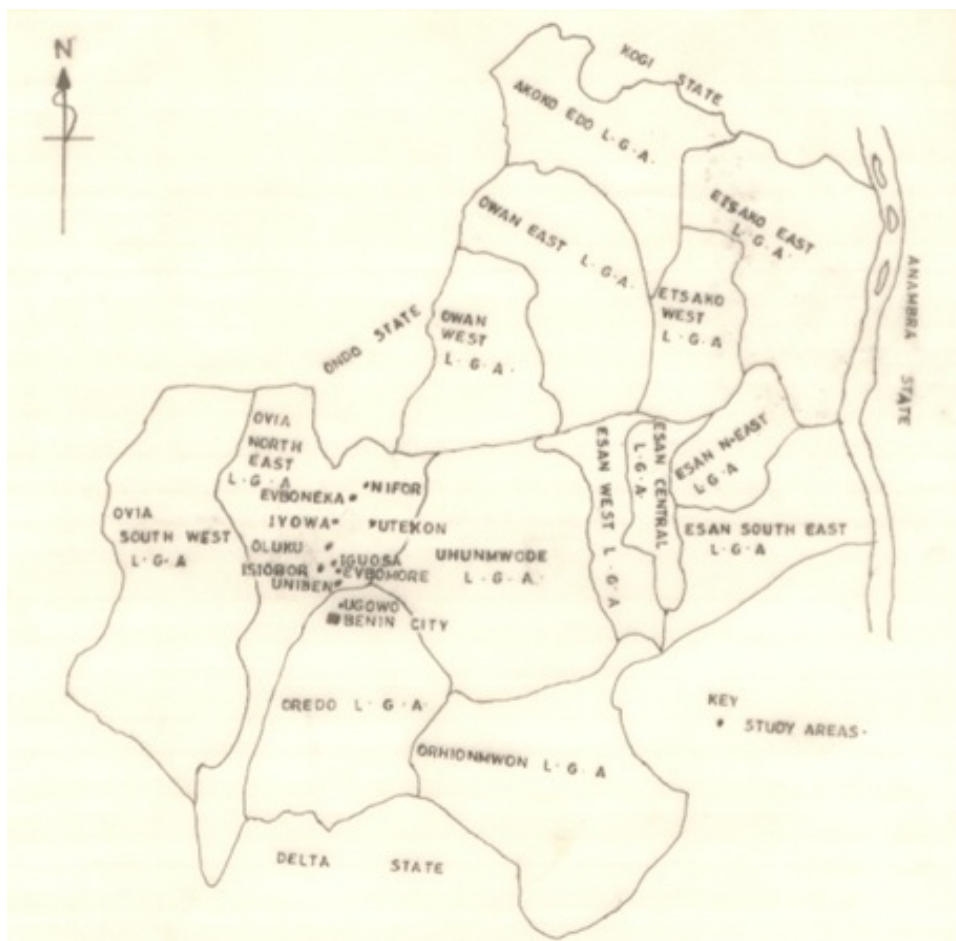 N
KOGI STATE
AKOKO EDO L.G.A.
ETSAKO EAST
L.G.A.
OWAN EAST L.G.A.
ANAMBRA STATE
ETSAKO
WEST
L.G.A
OWAN
WEST
L.G.A.
ONDO STATE
OVIA
NORTH
EAST
L.G.A
ESAN N-EAST
L.G.A
ESAN CENTRAL
L.G.A.
ESAN WEST L.G.A
NIFOR
EVBONEKA
OVIA
SOUTH WEST
L.G.A
IYOWA
UTEKON
ESAN SOUTH EAST
L.G.A
OLUKU
UHUNMWODE
L.G.A.
IGUOSA
ISIOBOR
EVBOMORE
UNIBEN
UGOWO
BENIN CITY
OREDO L.G.A.
KEY
STUDY AREAS.
ORHIONMWON L.G.A
DELTA STATE